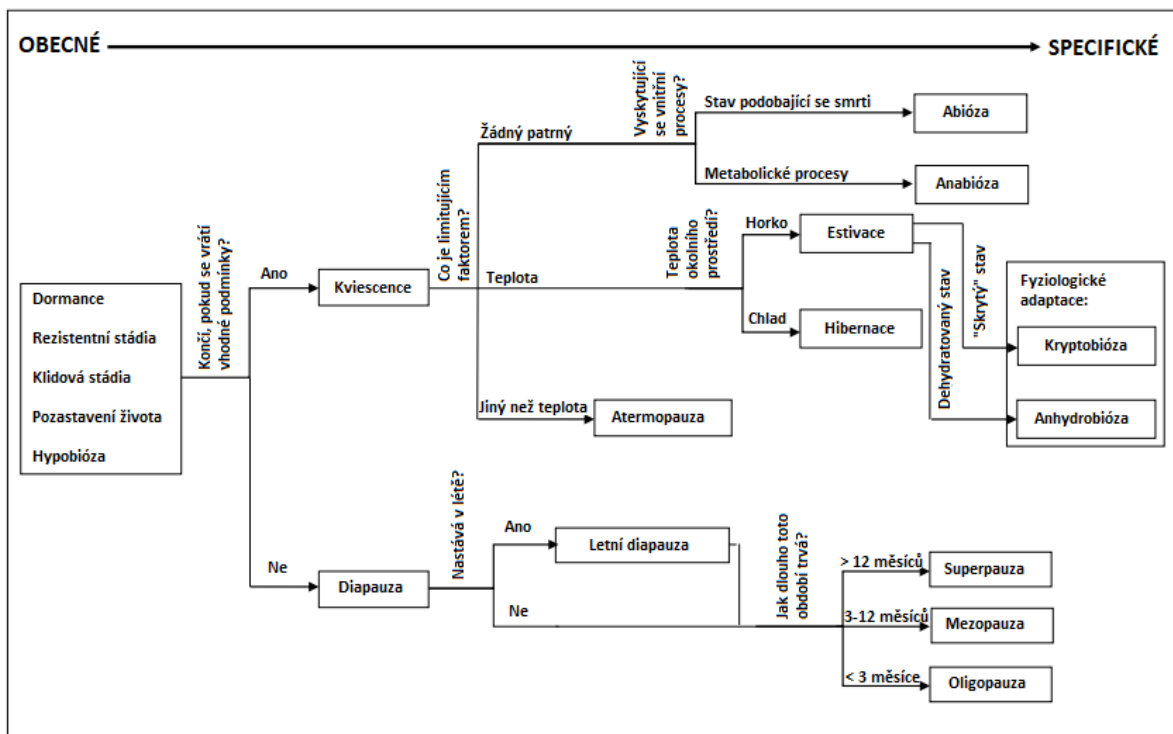 OBECNÉ
SPECIFICKÉ
Dormance
Rezistentní stádia
Klidová stádia
Pozastavení života
Hypobióza
Končí, pokud se vrátí
vhodné podmínky?
Ano
Kviescence
Co je limitujícím
faktorem?
Žádný patrný
Vyskytující
se vnitřní
procesy?
Stav podobající se smrti
Abióza
Metabolické procesy
Anabióza
Teplota
Teplota
okolního
prostředí?
Horko
Estivace
Chlad
Hibernace
Dehydratovaný stav
"Skrytý" stav
Fyziologické
adaptace:
Kryptobióza
Anhydrobióza
Jiný než teplota
Atermopauza
Ne
Diapauza
Nastává v létě?
Ano
Letní diapauza
Ne
Jak dlouho toto
období trvá?
> 12 měsíců
Superpauza
3-12 měsíců
Mezopauza
< 3 měsíce
Oligopauza